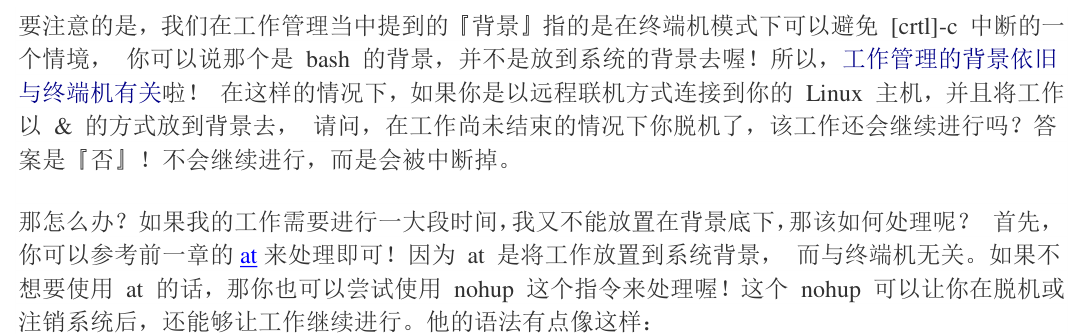 要注意的是，我们在工作管理当中提到的『背景』指的是在终端机模式下可以避免 [crtl]-c 中断的一
个情境， 你可以说那个是 bash 的背景，并不是放到系统的背景去喔！所以，工作管理的背景依旧
与终端机有关啦！ 在这样的情况下，如果你是以远程联机方式连接到你的 Linux 主机，并且将工作
以 & 的方式放到背景去， 请问，在工作尚未结束的情况下你脱机了，该工作还会继续进行吗？答
案是『否』！不会继续进行，而是会被中断掉。
那怎么办？如果我的工作需要进行一大段时间，我又不能放置在背景底下，那该如何处理呢？ 首先，
你可以参考前一章的 at 来处理即可！因为 at 是将工作放置到系统背景， 而与终端机无关。如果不
想要使用 at 的话，那你也可以尝试使用 nohup 这个指令来处理喔！这个 nohup 可以让你在脱机或
注销系统后，还能够让工作继续进行。他的语法有点像这样：